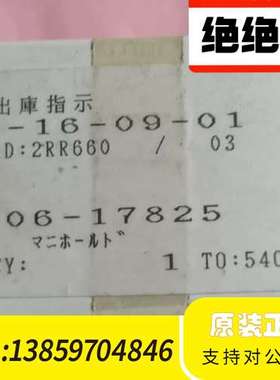 绝绝
出庫指示
-16-09-01
D:2RR660 / 03
06-17825
マニホールド
Y: 1 TO:540
原装正
:13859704846
支持对公